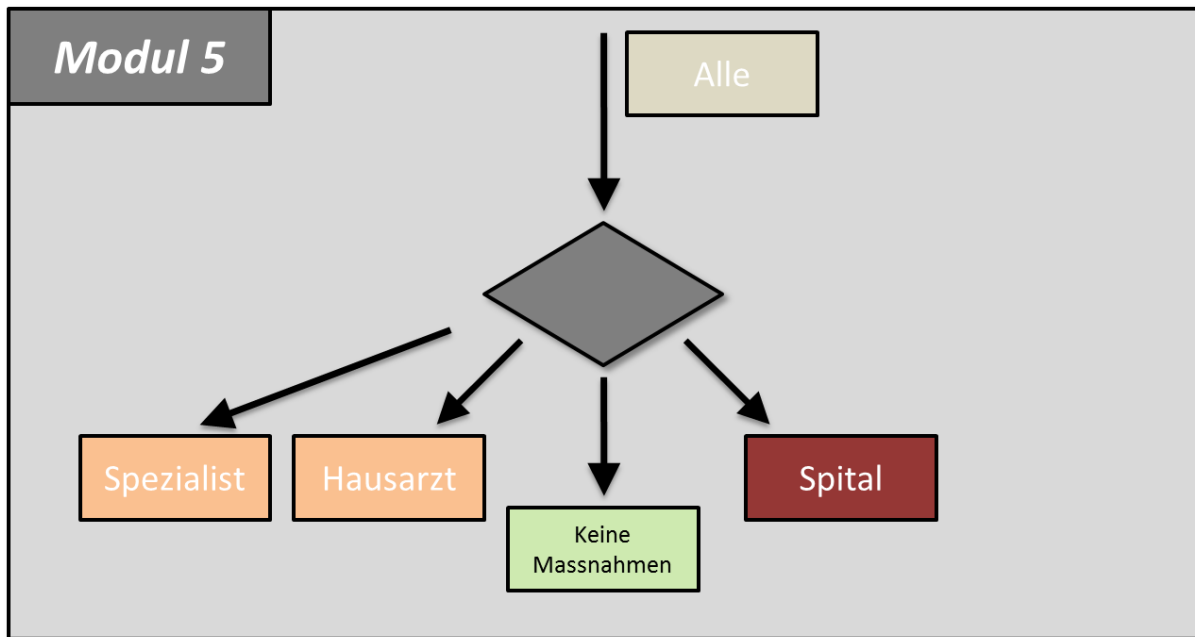 Modul 5
Alle
Spezialist
Hausarzt
Spital
Keine
Massnahmen